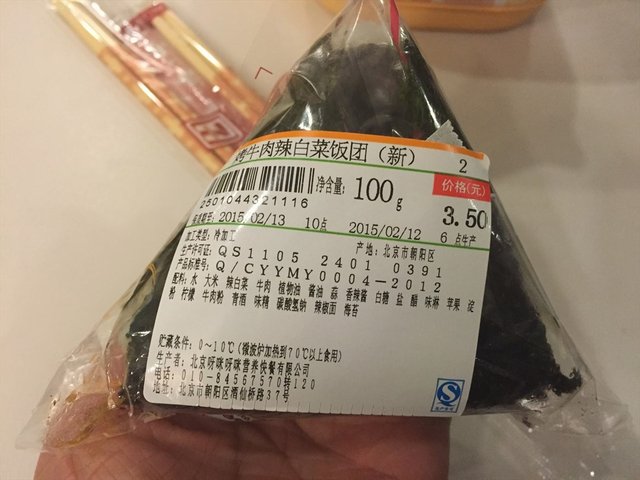 烤牛肉辣白菜饭团（新） 2
2501044321116
净含量: 100g
价格(元)
3.50
保质期至: 2015/02/13 10点 2015/02/12 6 点生产
加工类型: 冷加工 产地: 北京市朝阳区
生产许可证: QS1105 2401 0391
产品标准号: Q/CYYMY0004-2012
配料: 水 大米 辣白菜 牛肉 植物油 酱油 蒜 香辣酱 白糖 盐 醋 味淋 苹果 淀
粉 柠檬 牛肉粉 青酒 味精 碳酸氢钠 辣椒面 海苔
贮藏条件: 0~10℃(微波炉加热到70℃以上食用)
生产者: 北京呀咪呀咪营养快餐有限公司
电话: 010-84567570转120
地址: 北京市朝阳区酒仙桥路37号